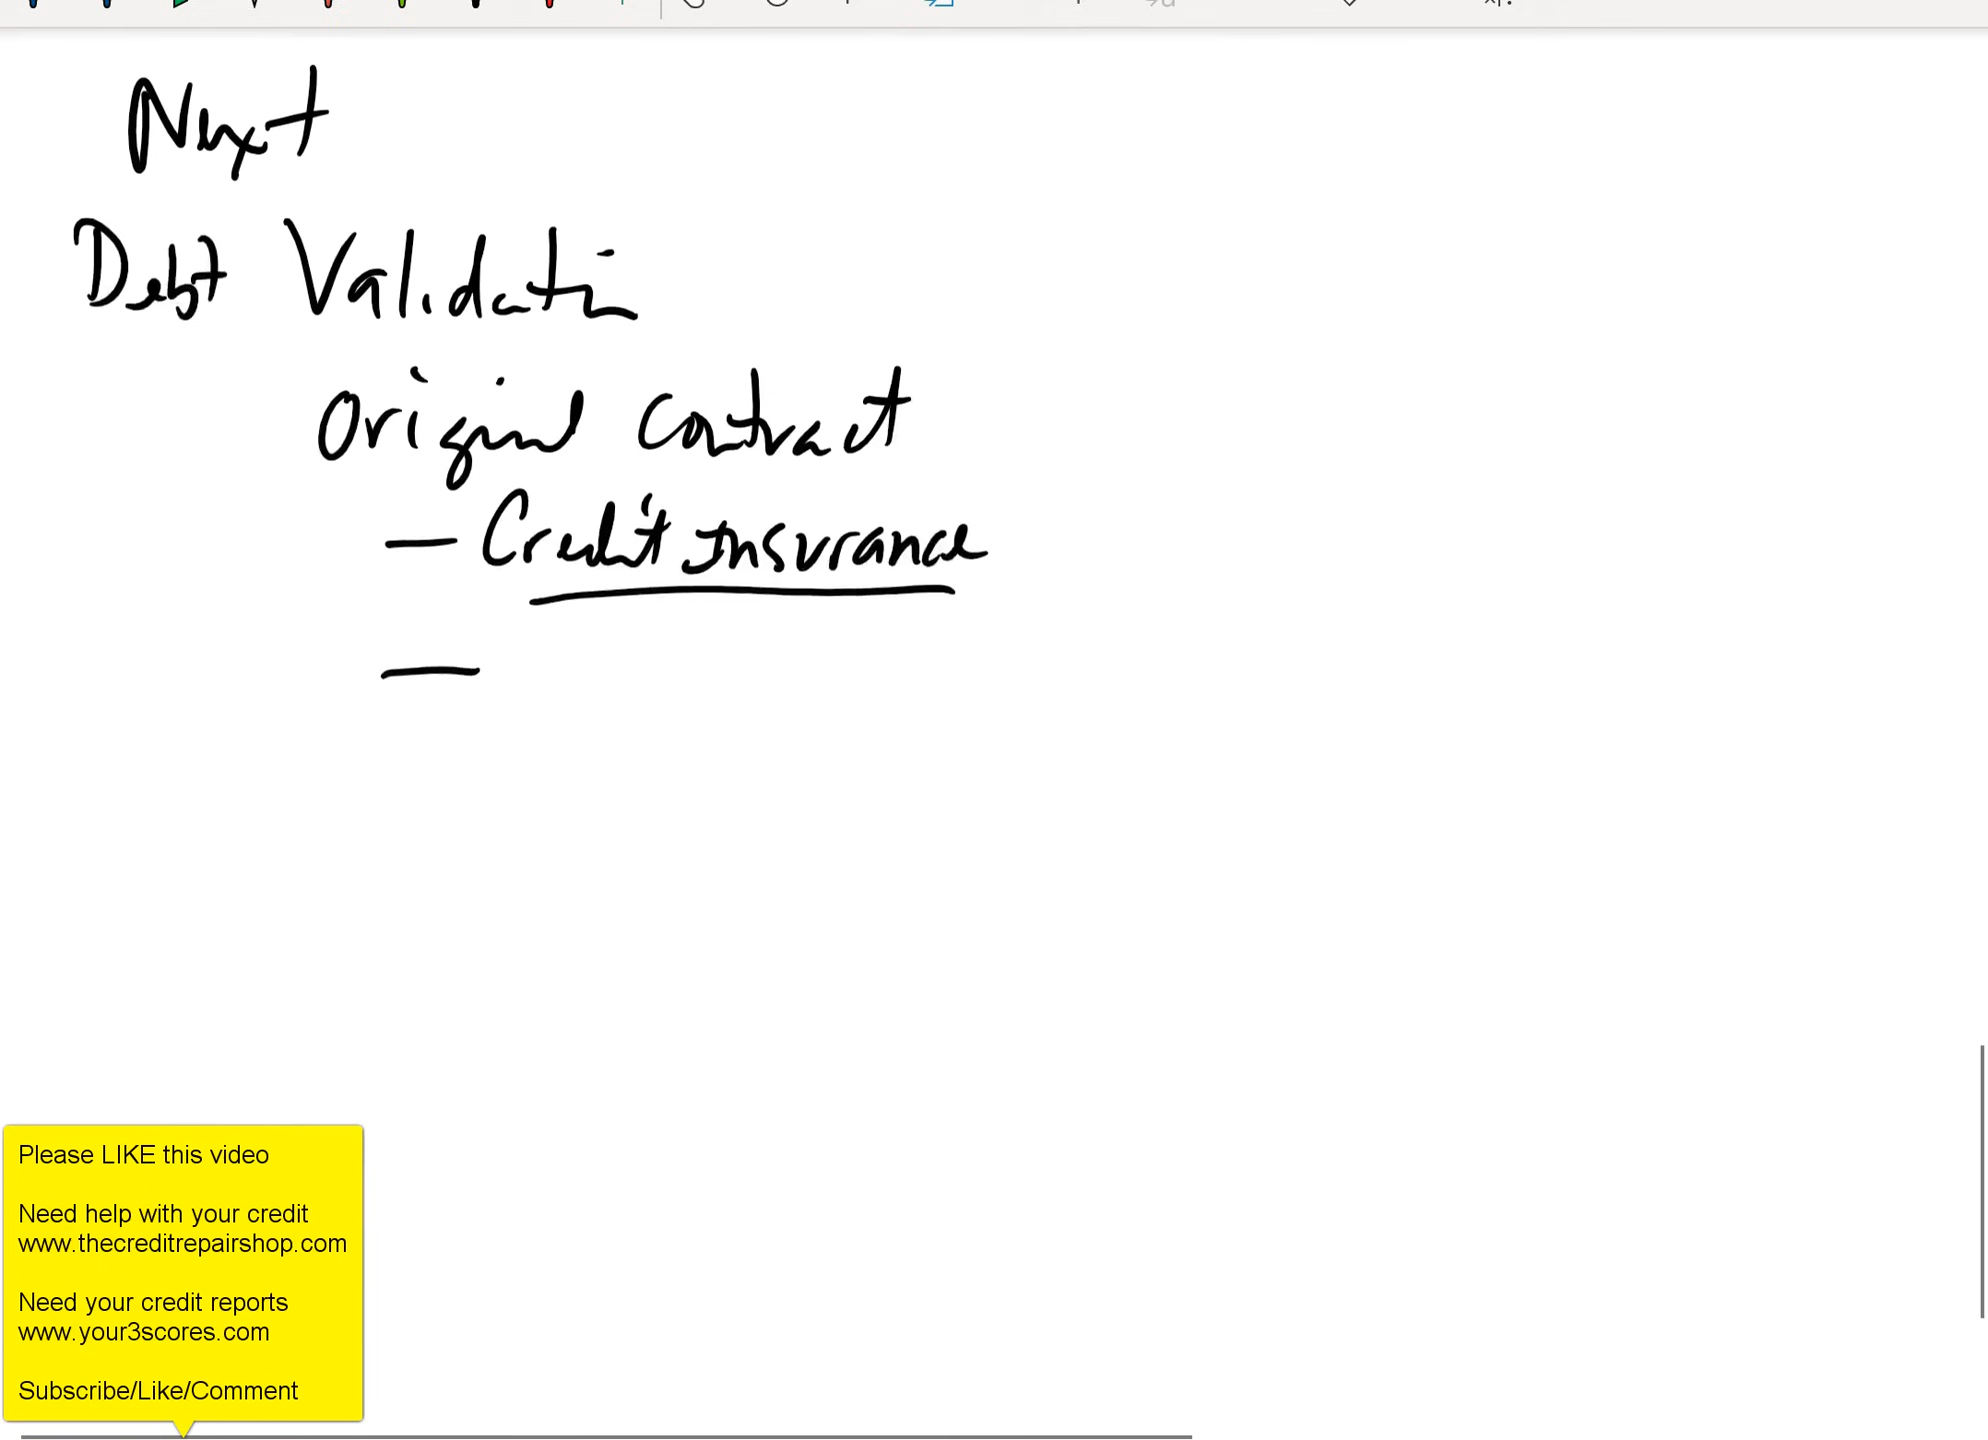 Next
Debt Validation
Original Contract
— Credit Insurance
—
Please LIKE this video
Need help with your credit
www.thecreditrepairshop.com
Need your credit reports
www.your3scores.com
Subscribe/Like/Comment